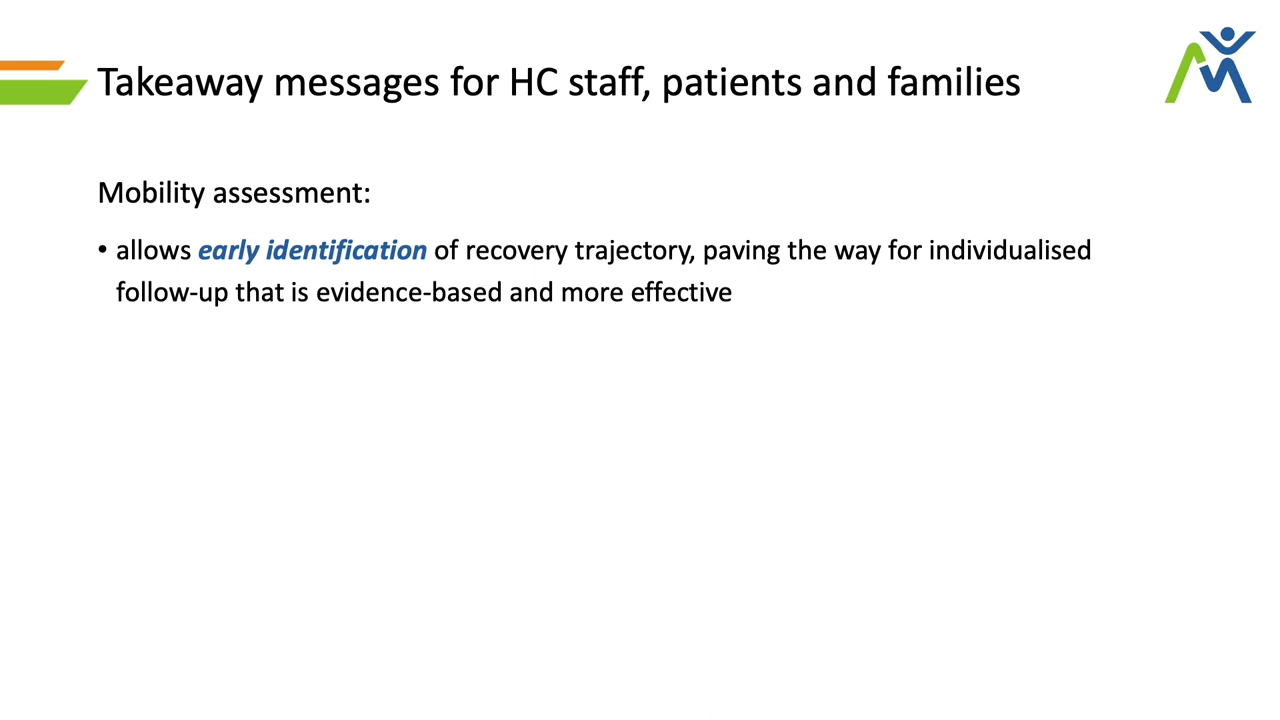 Takeaway messages for HC staff, patients and families
Mobility assessment:
• allows early identification of recovery trajectory, paving the way for individualised
follow-up that is evidence-based and more effective